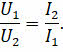 U₁/U₂ = I₂/I₁.